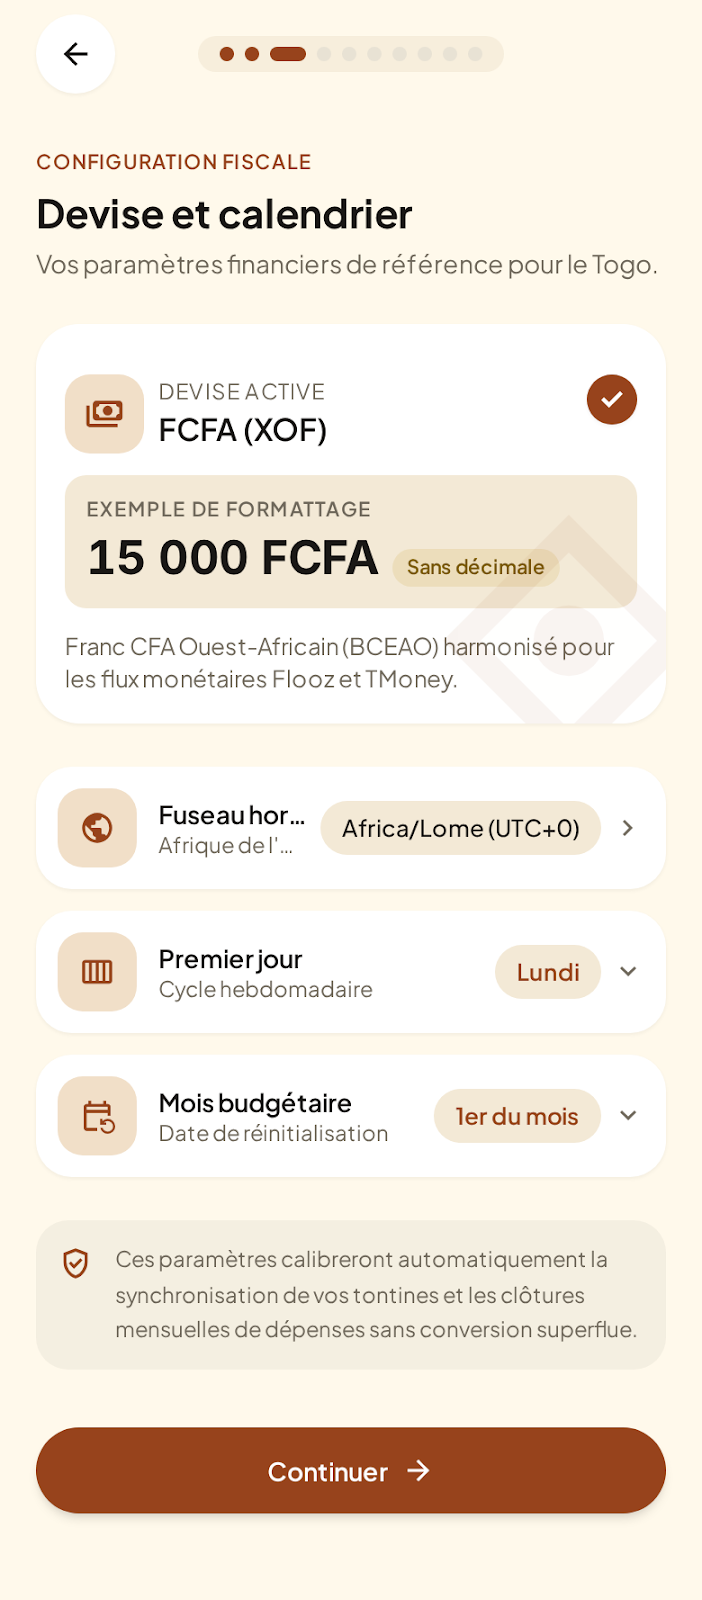 CONFIGURATION FISCALE
Devise et calendrier
Vos paramètres financiers de référence pour le Togo.
DEVISE ACTIVE
FCFA (XOF)
EXEMPLE DE FORMATTAGE
15 000 FCFA Sans décimale
Franc CFA Ouest-Africain (BCEAO) harmonisé pour
les flux monétaires Flooz et TMoney.
Fuseau hor...
Afrique de l'...
Africa/Lome (UTC+0)
Premier jour
Cycle hebdomadaire
Lundi
Mois budgétaire
Date de réinitialisation
1er du mois
Ces paramètres calibreront automatiquement la
synchronisation de vos tontines et les clôtures
mensuelles de dépenses sans conversion superflue.
Continuer